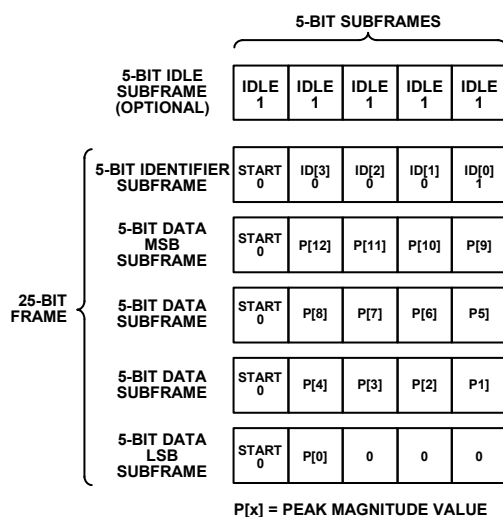 5-BIT SUBFRAMES
5-BIT IDLE
SUBFRAME
(OPTIONAL)
IDLE
1
IDLE
1
IDLE
1
IDLE
1
IDLE
1
25-BIT
FRAME
5-BIT IDENTIFIER
SUBFRAME
START
0
ID[3]
0
ID[2]
0
ID[1]
0
ID[0]
1
5-BIT DATA
MSB
SUBFRAME
START
0
P[12]
P[11]
P[10]
P[9]
5-BIT DATA
SUBFRAME
START
0
P[8]
P[7]
P[6]
P5]
5-BIT DATA
SUBFRAME
START
0
P[4]
P[3]
P[2]
P1]
5-BIT DATA
LSB
SUBFRAME
START
0
P[0]
0
0
0
P[x] = PEAK MAGNITUDE VALUE